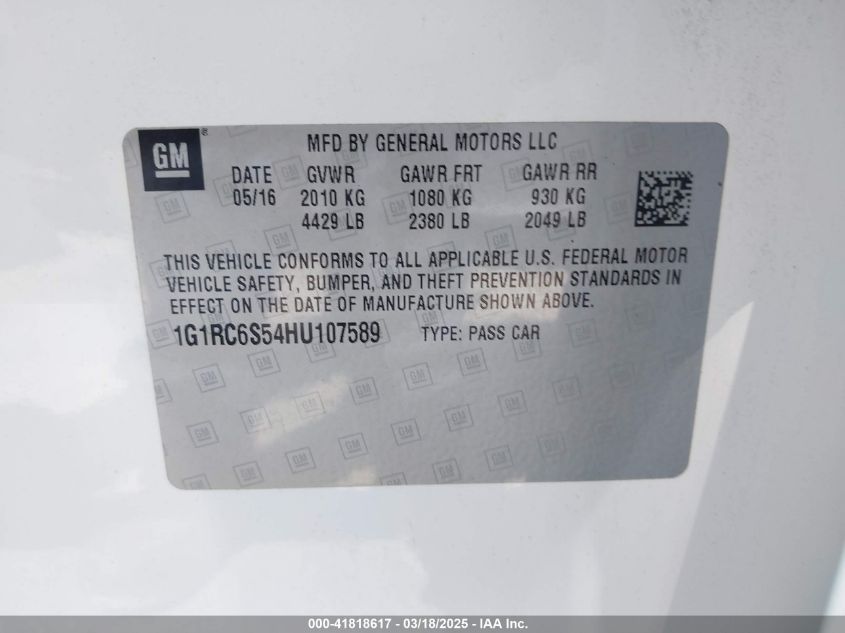 GM ®
MFD BY GENERAL MOTORS LLC
DATE GVWR GAWR FRT GAWR RR
05/16 2010 KG 1080 KG 930 KG
4429 LB 2380 LB 2049 LB
THIS VEHICLE CONFORMS TO ALL APPLICABLE U.S. FEDERAL MOTOR
VEHICLE SAFETY, BUMPER, AND THEFT PREVENTION STANDARDS IN
EFFECT ON THE DATE OF MANUFACTURE SHOWN ABOVE.
1G1RC6S54HU107589 TYPE: PASS CAR
000-41818617 - 03/18/2025 - IAA Inc.